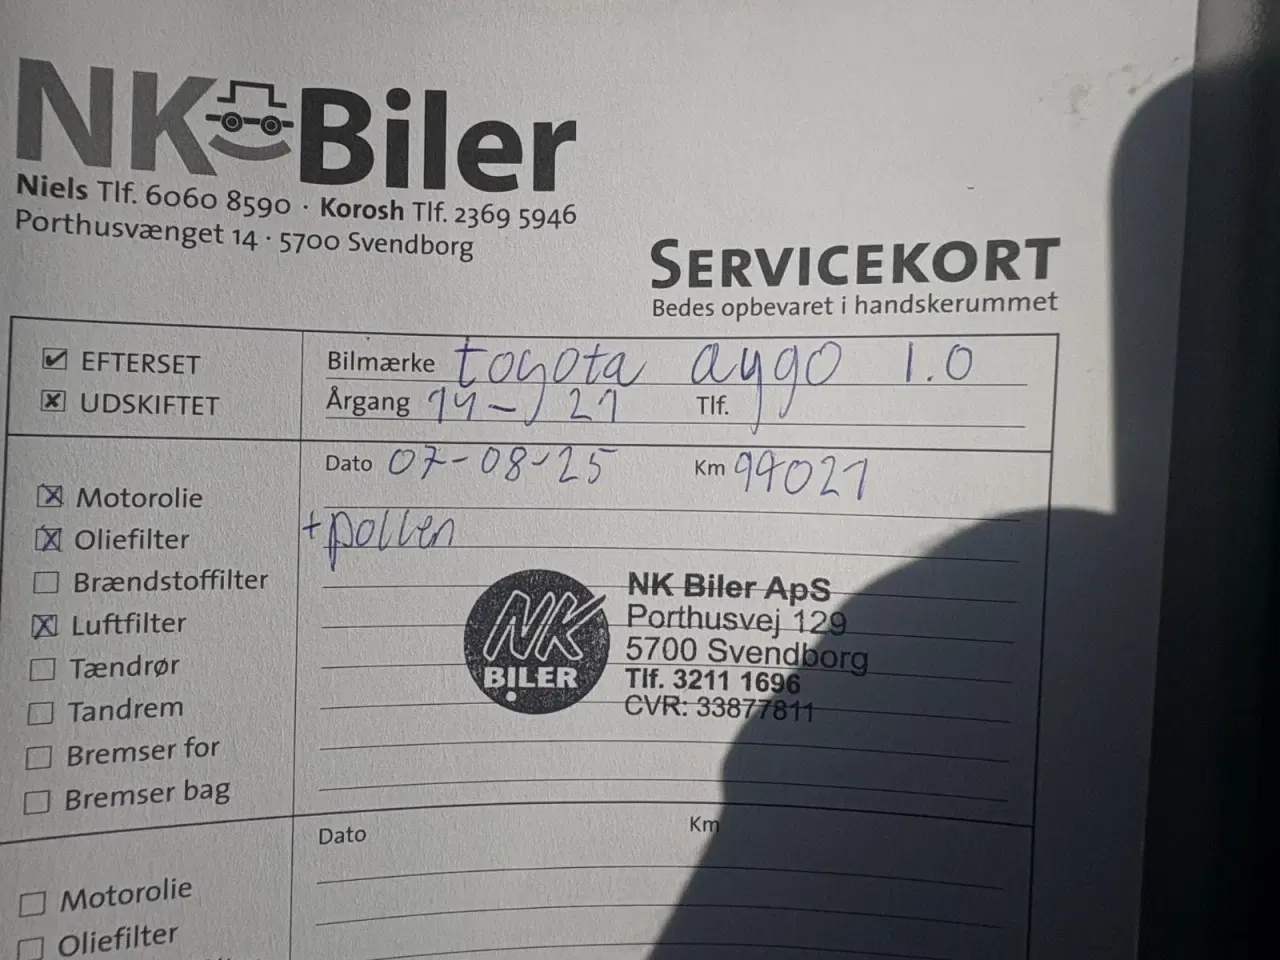 NK Biler
Niels Tlf. 6060 8590 · Korosh Tlf. 2369 5946
Porthusvænget 14 · 5700 Svendborg
SERVICEKORT
Bedes opbevaret i handskerummet
EFTERSET
UDSKIFTET
Bilmærke toyota aygo 1.0
Årgang 14-/21 Tlf.
Dato 07-08-25 Km 94021
Motorolie
Oliefilter
Brændstoffilter
Luftfilter
Tændrør
Tandrem
Bremser for
Bremser bag
+pollen
NK BILER
NK Biler ApS
Porthusvej 129
5700 Svendborg
Tlf. 3211 1696
CVR: 33877811
Dato Km
Motorolie
Oliefilter